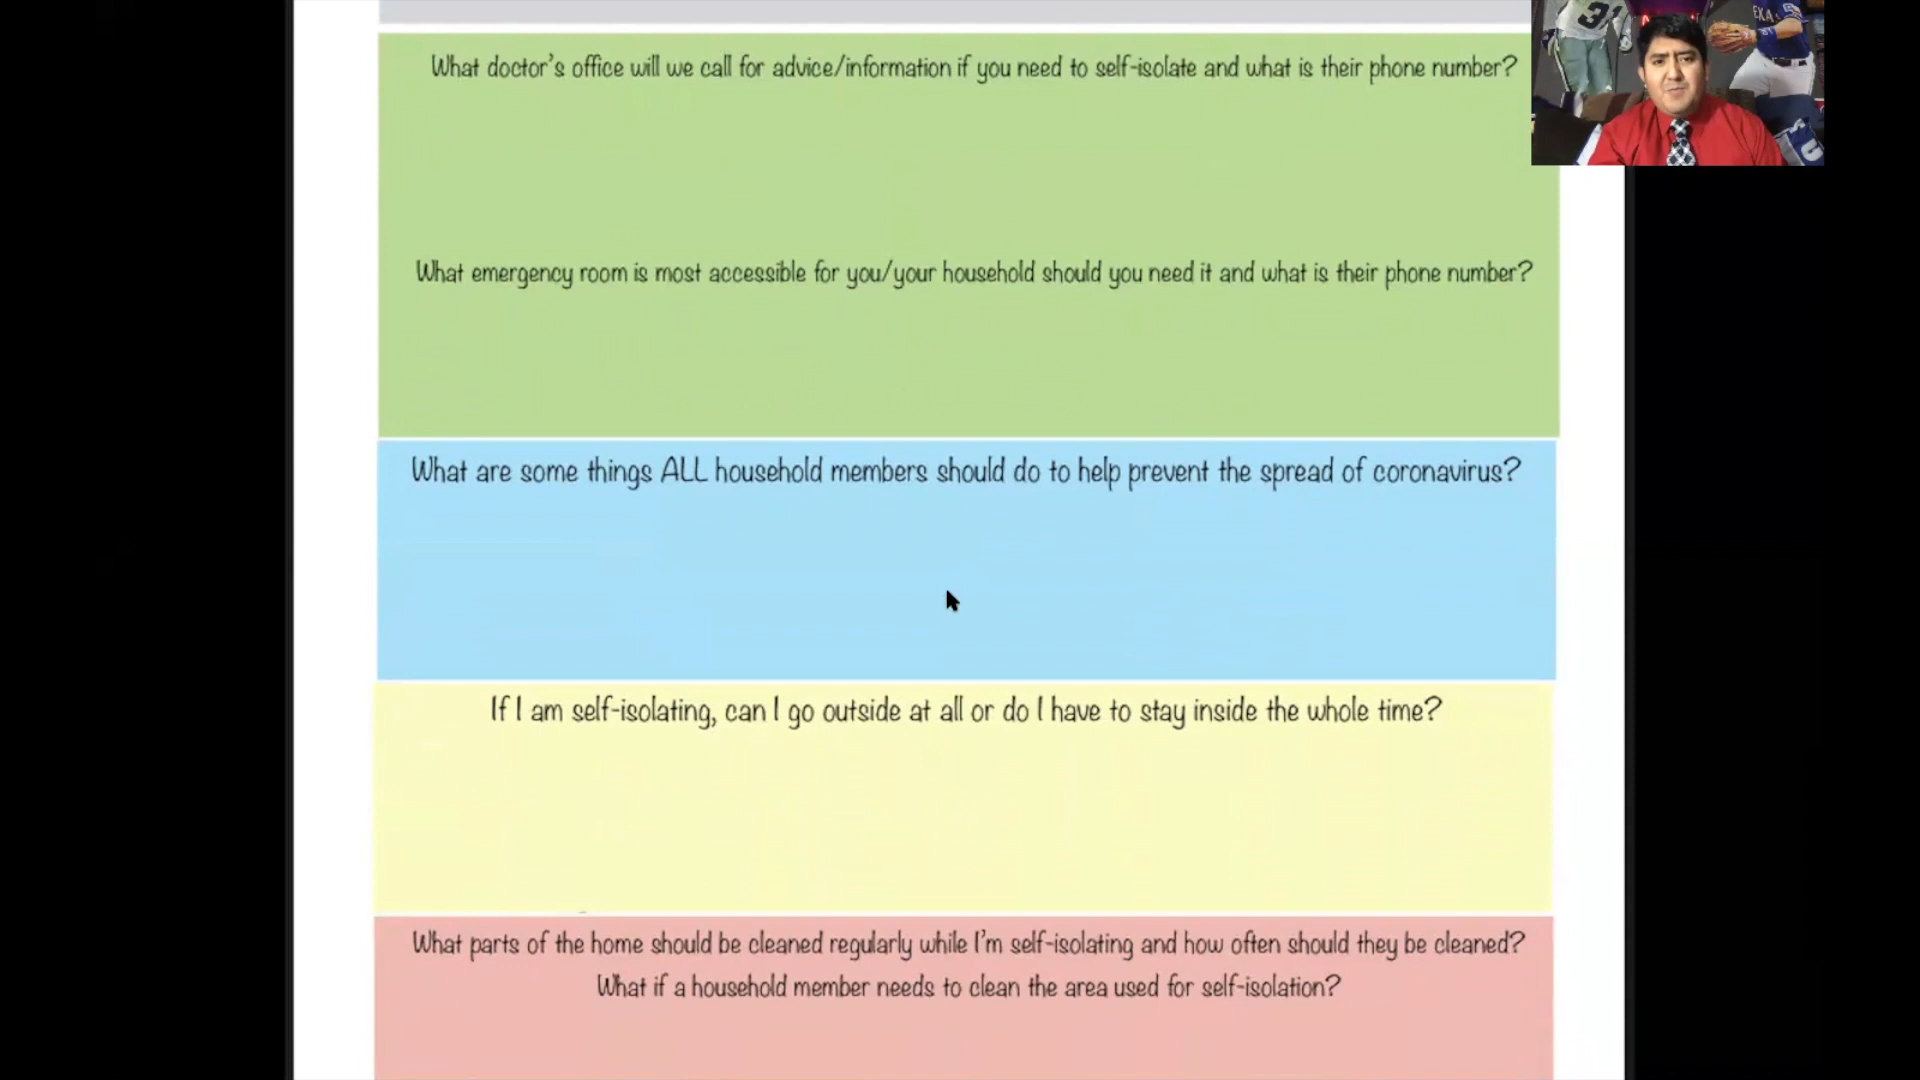 What doctor's office will we call for advice/information if you need to self-isolate and what is their phone number?
What emergency room is most accessible for you/your household should you need it and what is their phone number?
What are some things ALL household members should do to help prevent the spread of coronavirus?
If I am self-isolating, can I go outside at all or do I have to stay inside the whole time?
What parts of the home should be cleaned regularly while I'm self-isolating and how often should they be cleaned?
What if a household member needs to clean the area used for self-isolation?